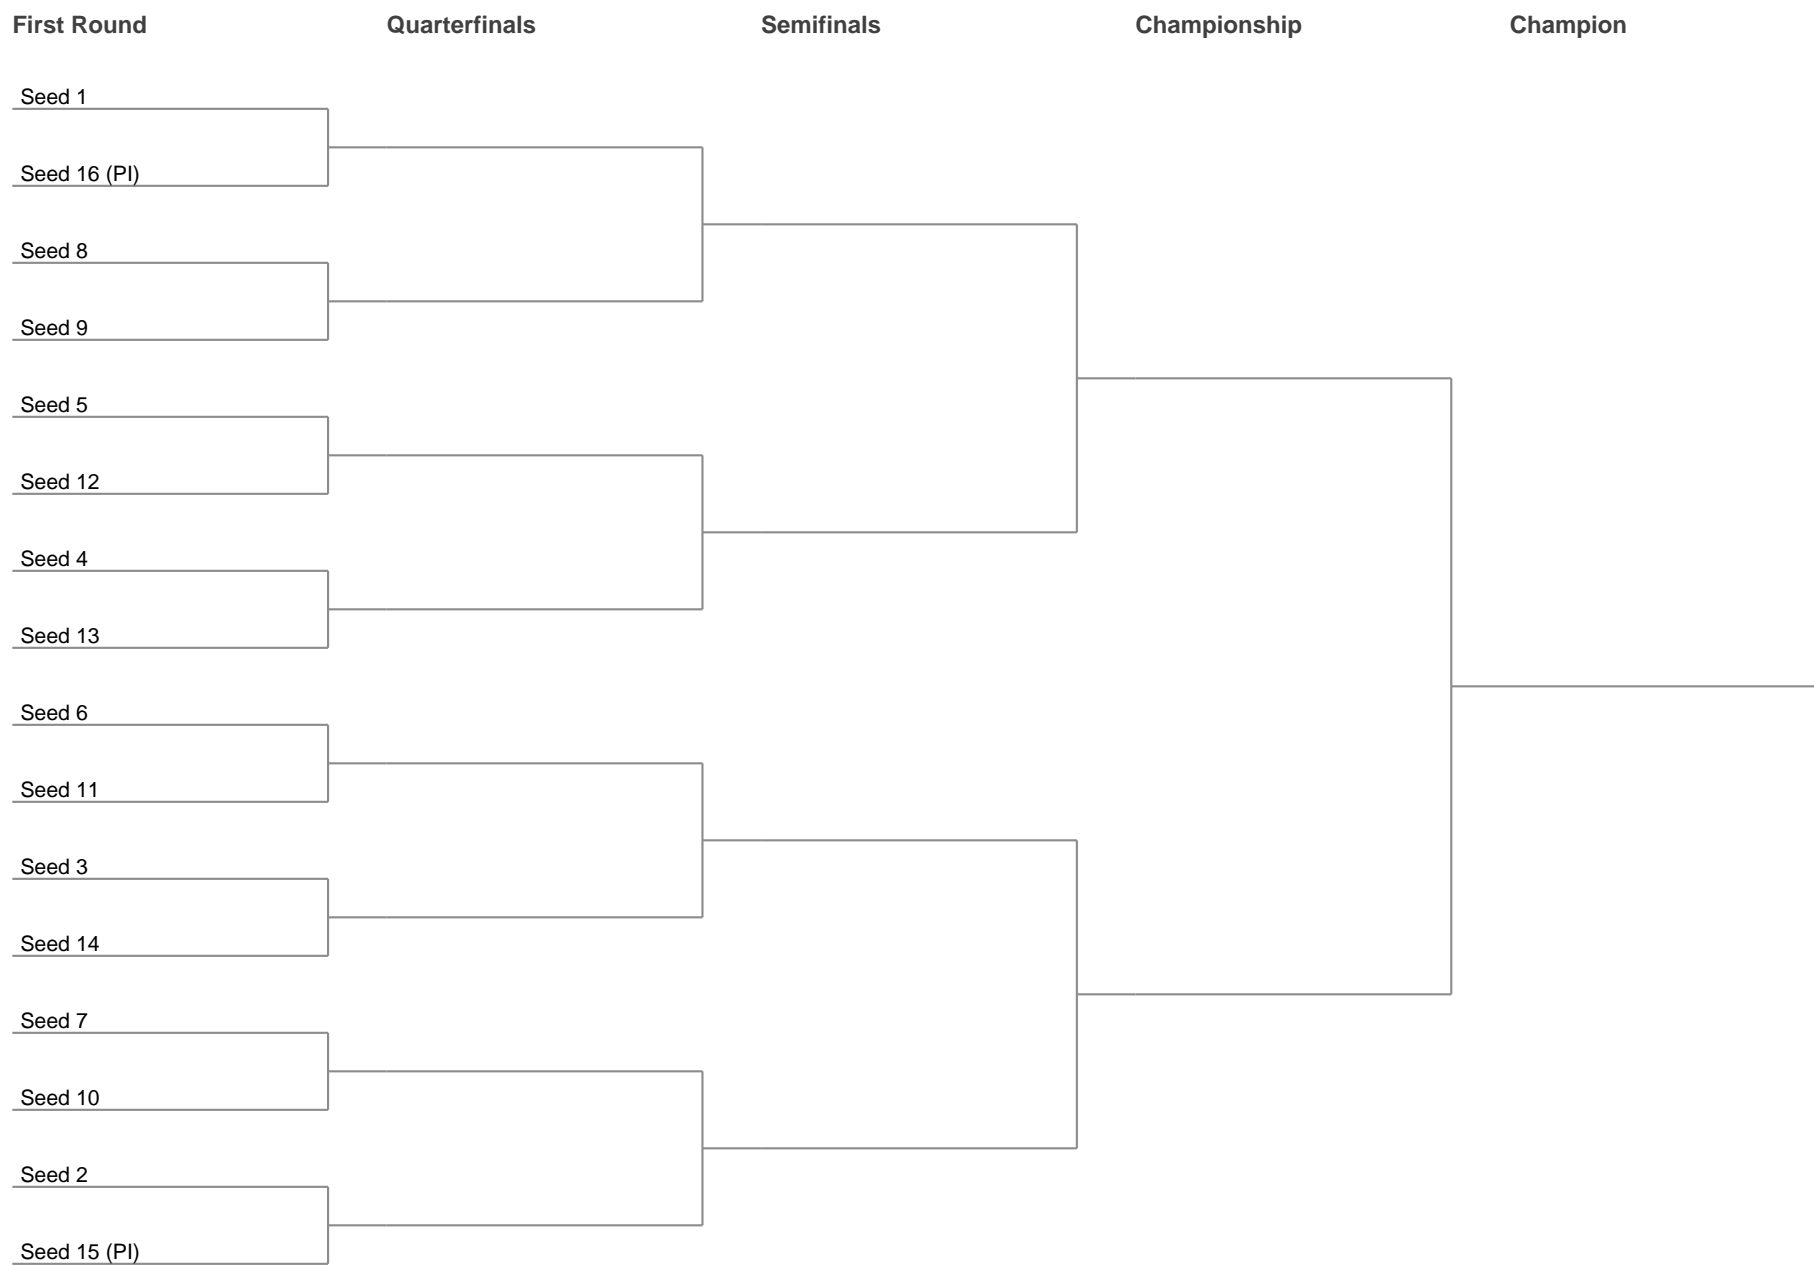 First Round Quarterfinals Semifinals Championship Champion
Seed 1
Seed 16 (PI)
Seed 8
Seed 9
Seed 5
Seed 12
Seed 4
Seed 13
Seed 6
Seed 11
Seed 3
Seed 14
Seed 7
Seed 10
Seed 2
Seed 15 (PI)